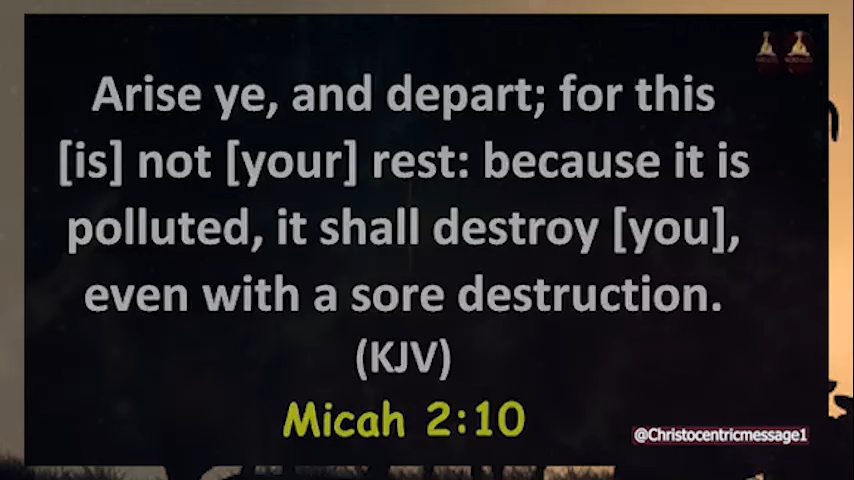 Arise ye, and depart; for this
[is] not [your] rest: because it is
polluted, it shall destroy [you],
even with a sore destruction.
(KJV)
Micah 2:10
@Christocentricmessage1